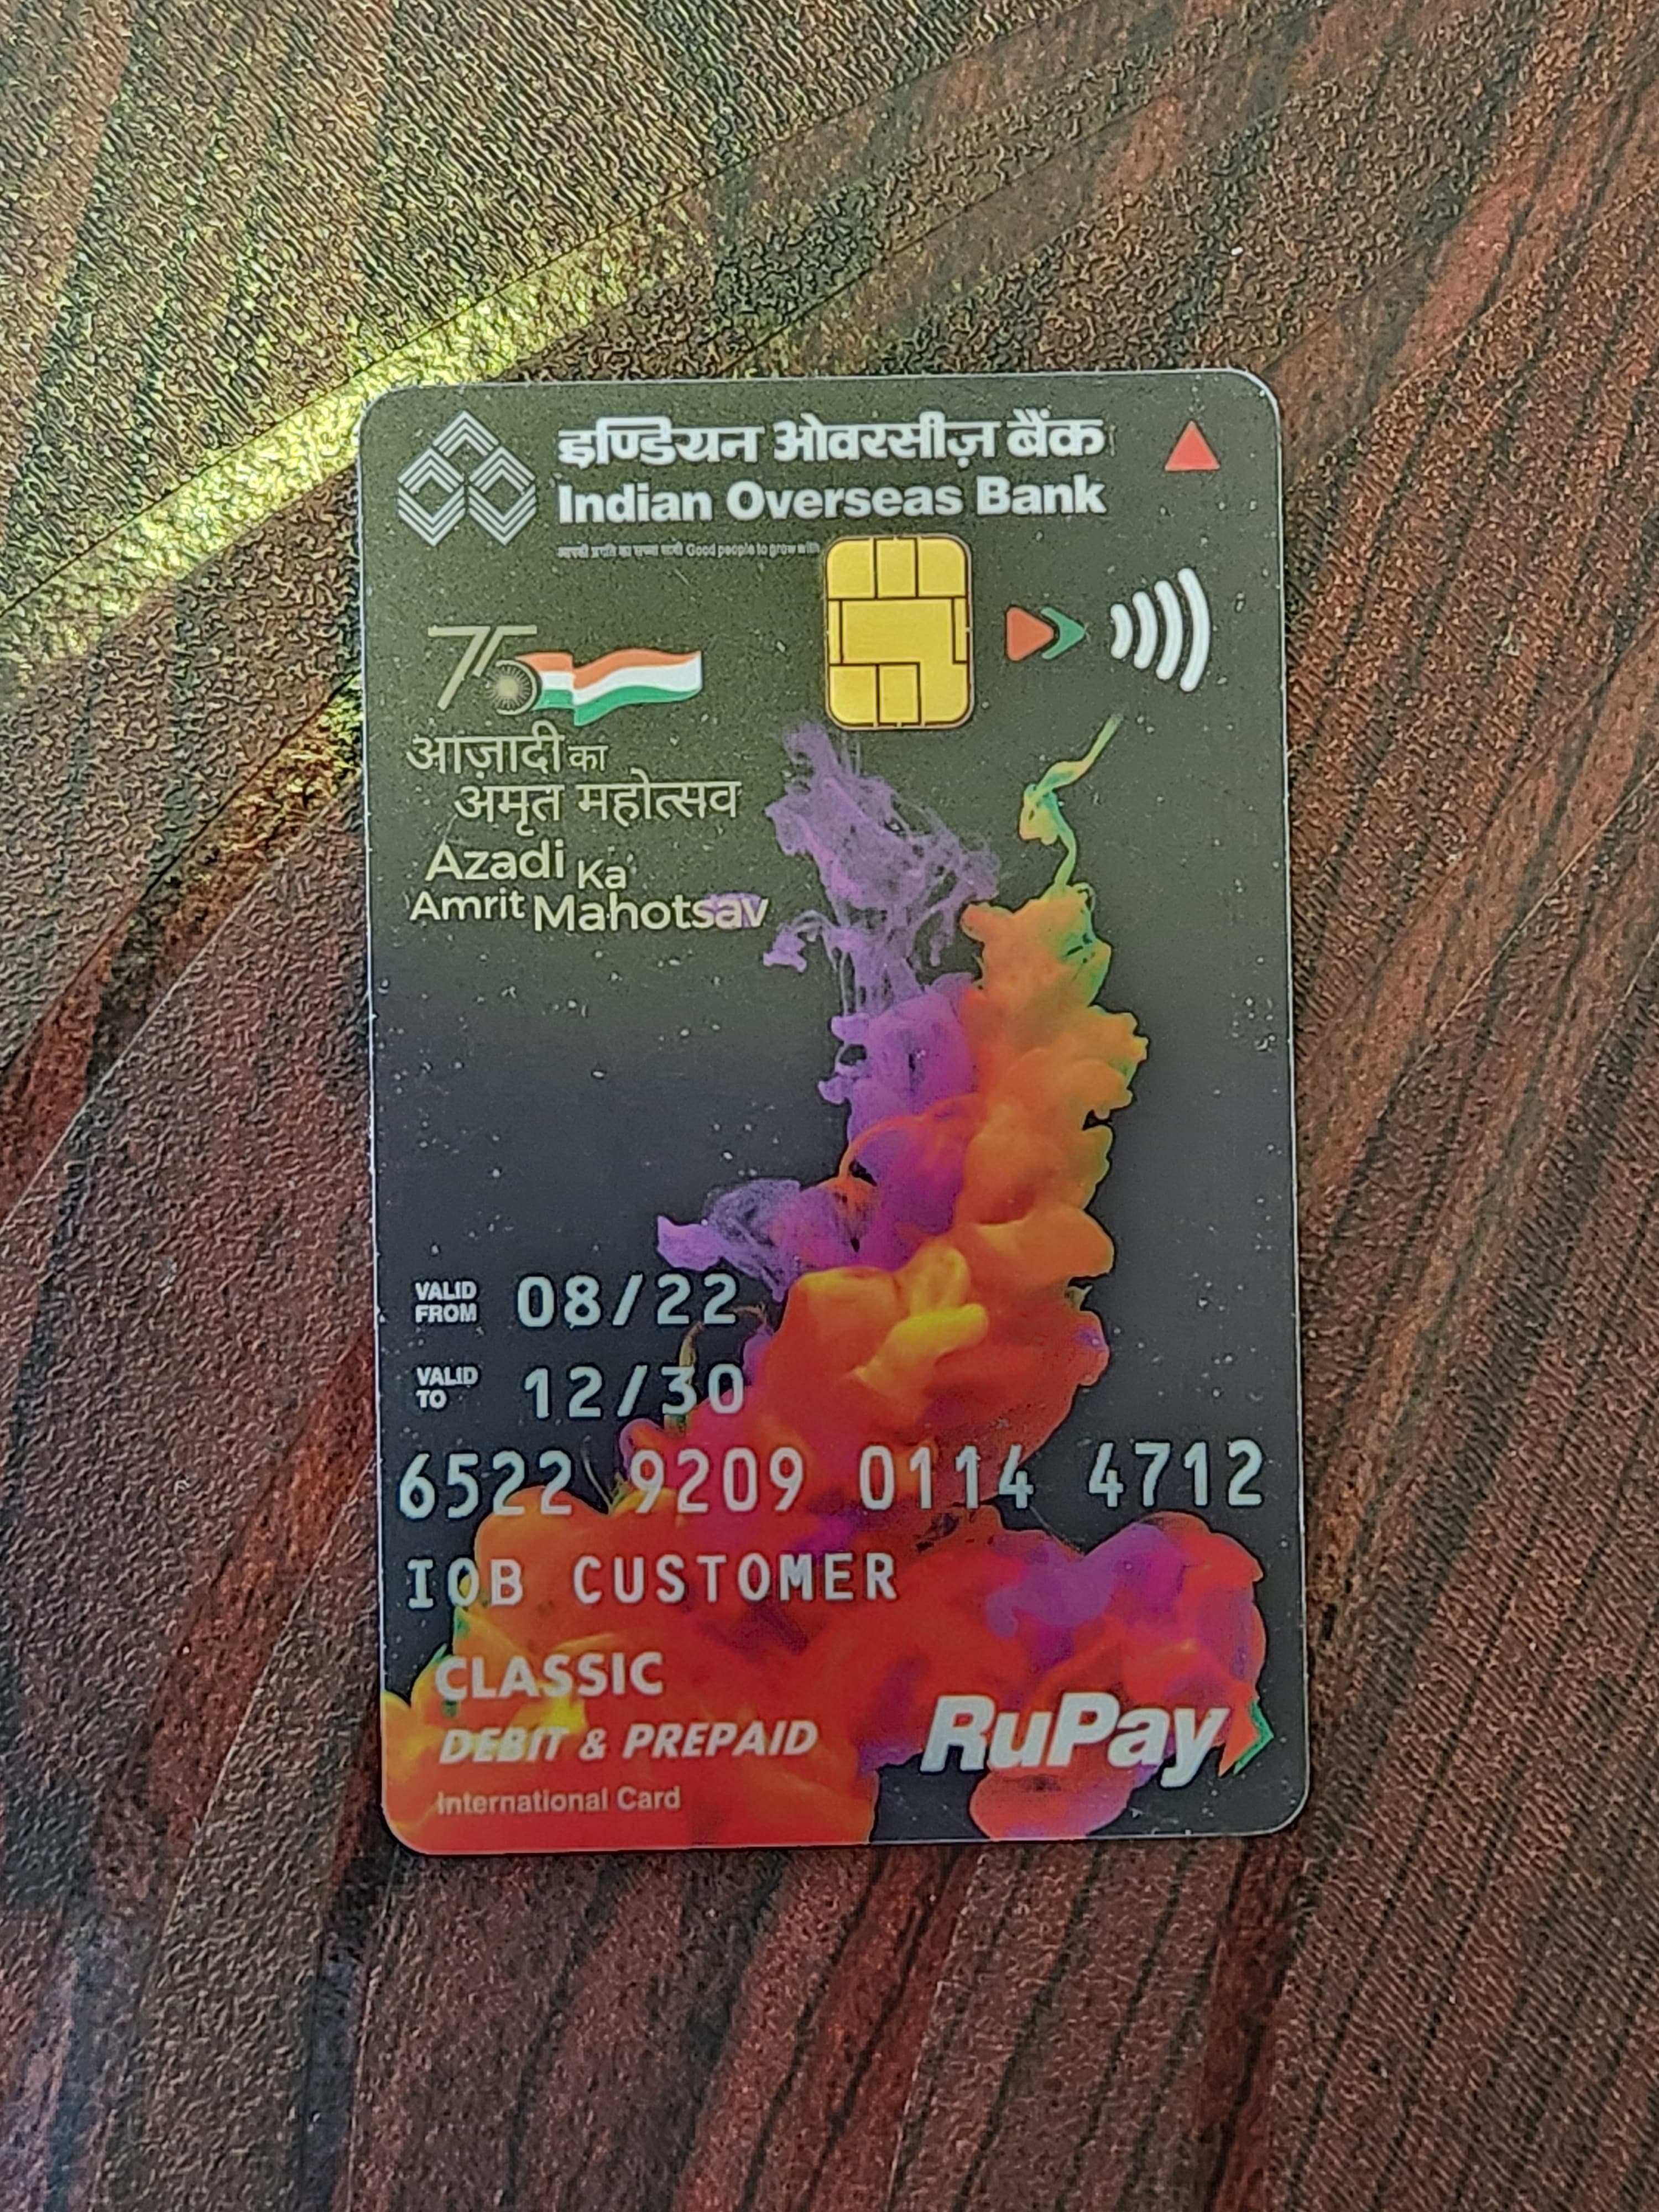 इण्डियन ओवरसीज़ बैंक
Indian Overseas Bank
आपकी प्रगति का सच्चा साथी Good people to grow with
75
आज़ादी का
अमृत महोत्सव
Azadi Ka
Amrit Mahotsav
VALID FROM 08/22
VALID TO 12/30
6522 9209 0114 4712
IOB CUSTOMER
CLASSIC
DEBIT & PREPAID
International Card
RuPay